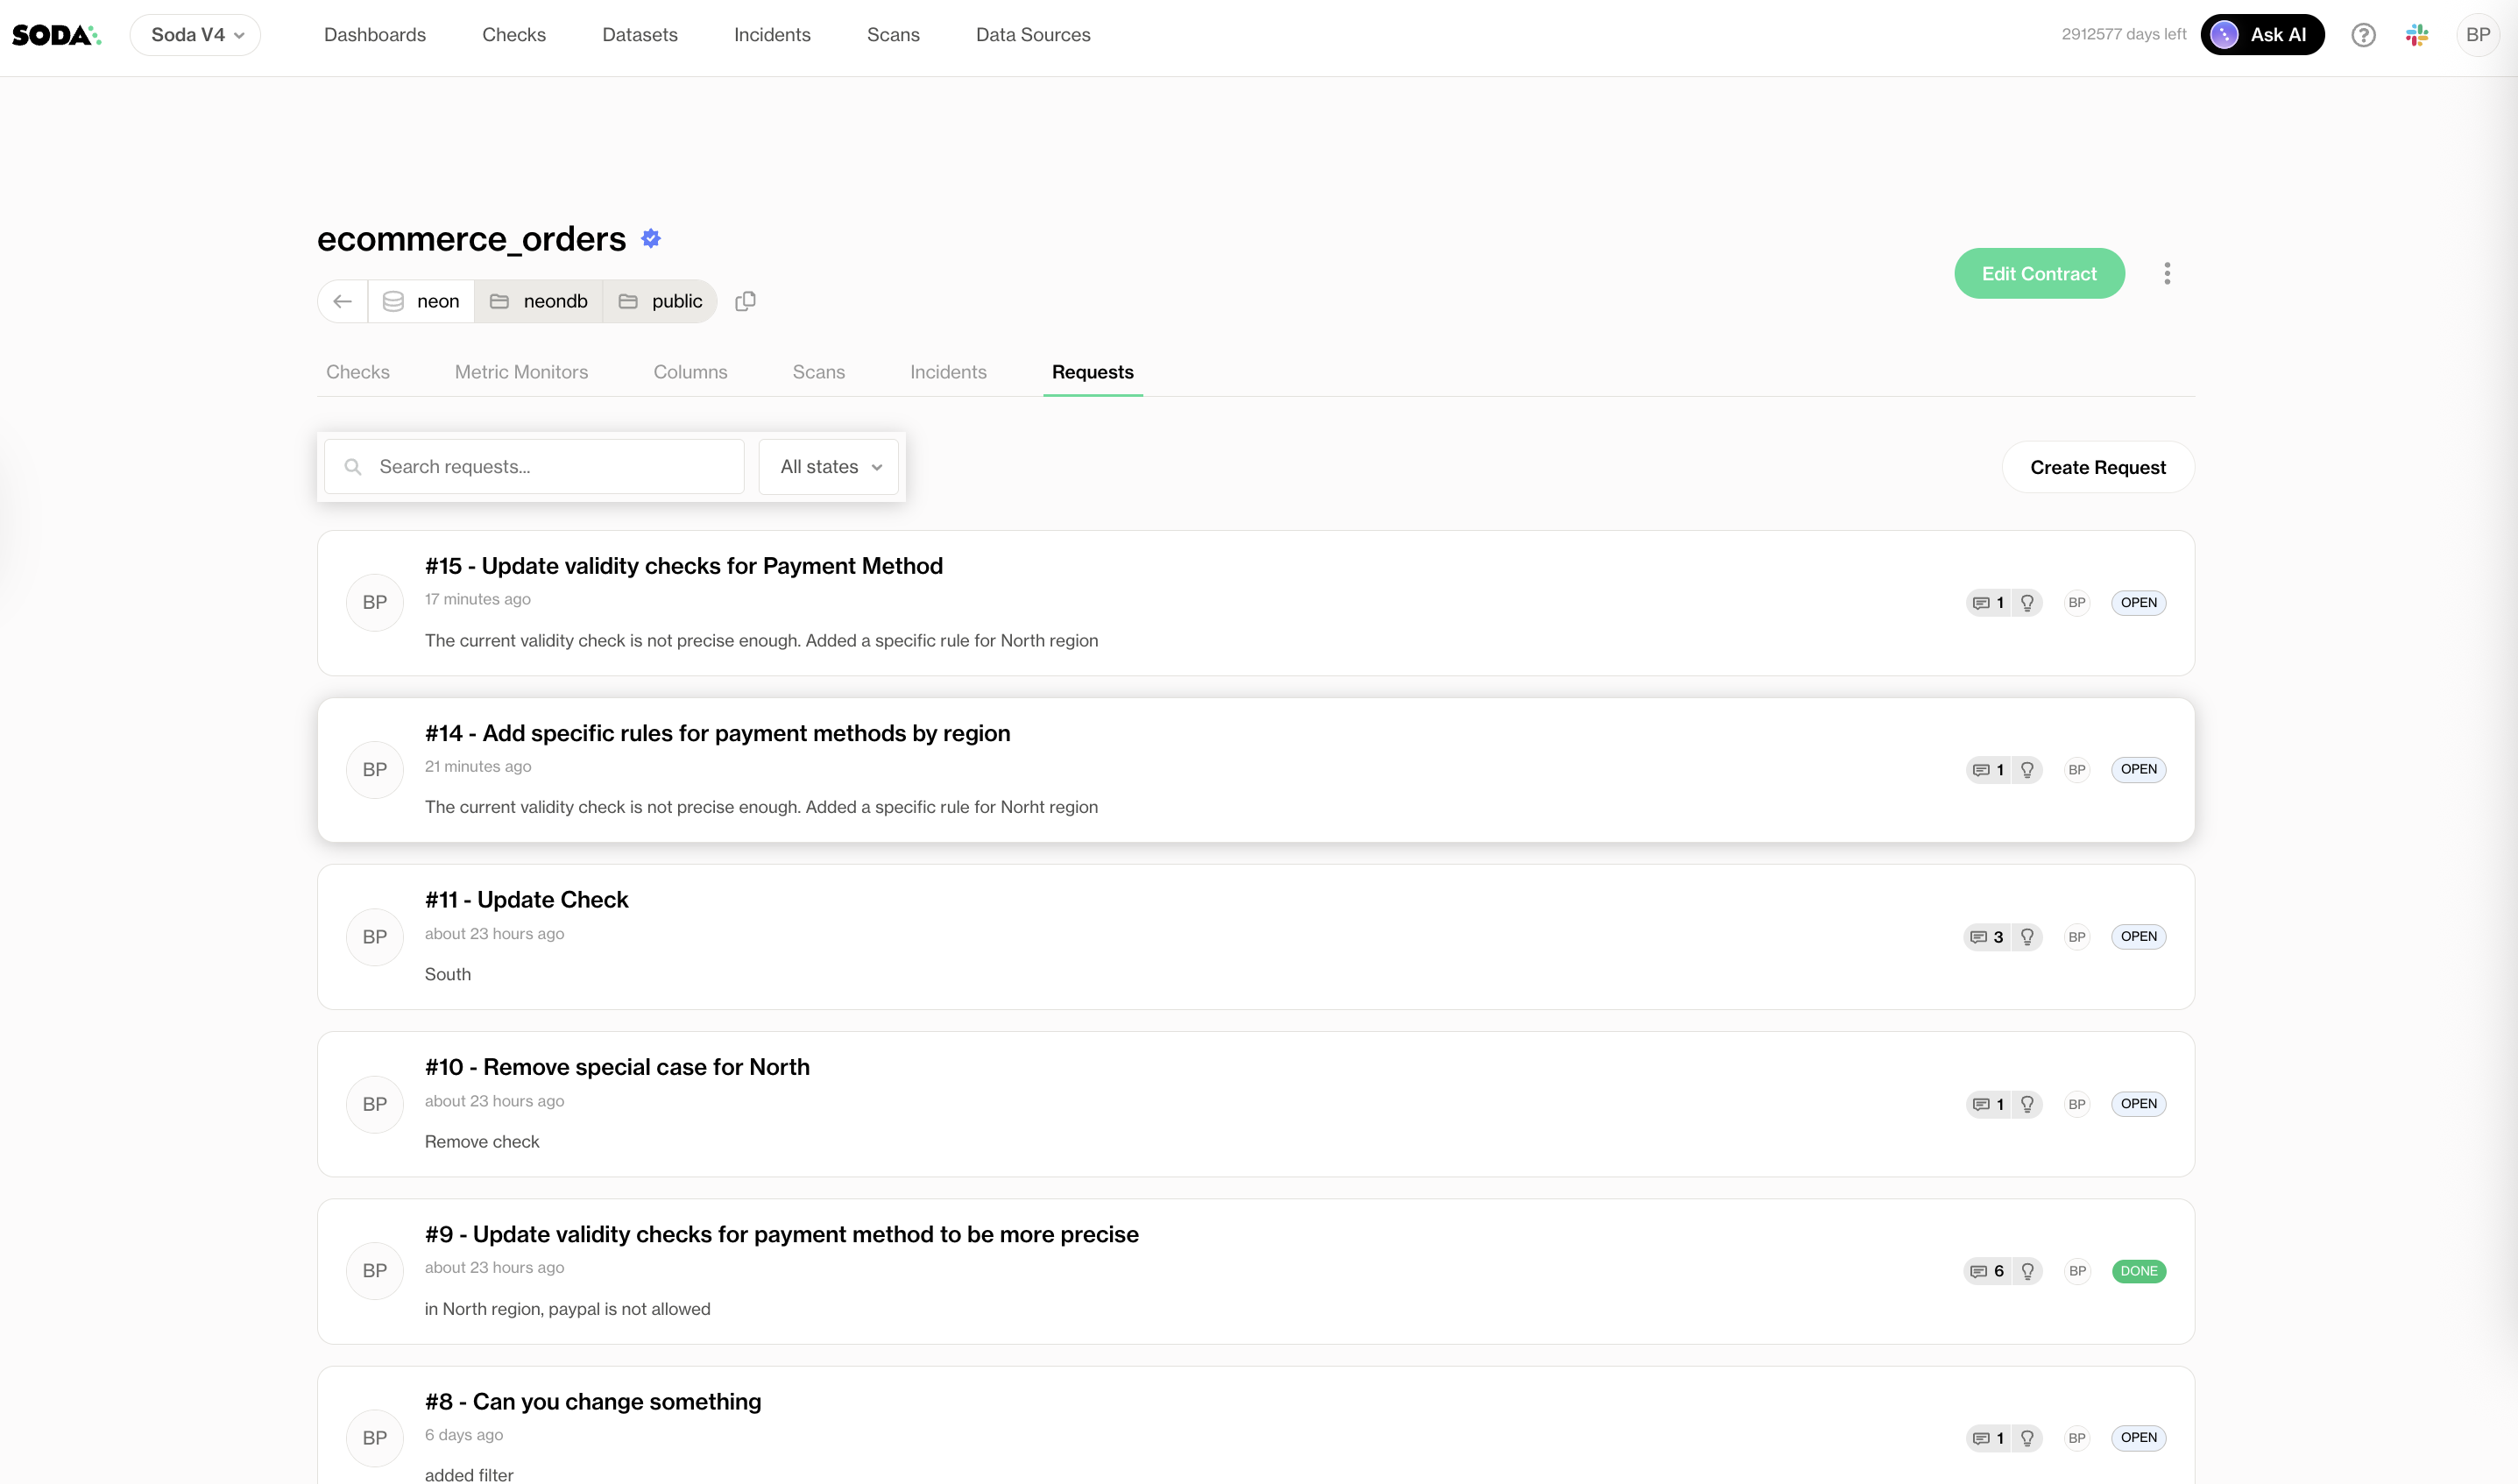 SODA
Soda V4
Dashboards
Checks
Datasets
Incidents
Scans
Data Sources
2912577 days left
Ask AI
BP
ecommerce_orders
Edit Contract
neon
neondb
public
Checks
Metric Monitors
Columns
Scans
Incidents
Requests
Search requests...
All states
Create Request
#15 - Update validity checks for Payment Method
BP
17 minutes ago
1
BP
OPEN
The current validity check is not precise enough. Added a specific rule for North region
#14 - Add specific rules for payment methods by region
BP
21 minutes ago
1
BP
OPEN
The current validity check is not precise enough. Added a specific rule for Norht region
#11 - Update Check
BP
about 23 hours ago
3
BP
OPEN
South
#10 - Remove special case for North
BP
about 23 hours ago
1
BP
OPEN
Remove check
#9 - Update validity checks for payment method to be more precise
BP
about 23 hours ago
6
BP
DONE
in North region, paypal is not allowed
#8 - Can you change something
BP
6 days ago
1
BP
OPEN
added filter